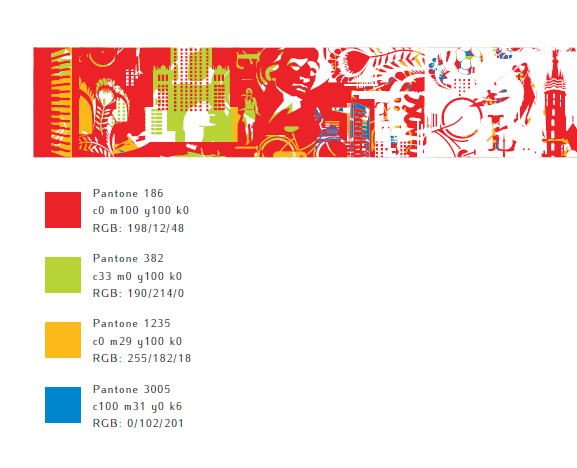 Pantone 186
c0 m100 y100 k0
RGB: 198/12/48
Pantone 382
c33 m0 y100 k0
RGB: 190/214/0
Pantone 1235
c0 m29 y100 k0
RGB: 255/182/18
Pantone 3005
c100 m31 y0 k6
RGB: 0/102/201